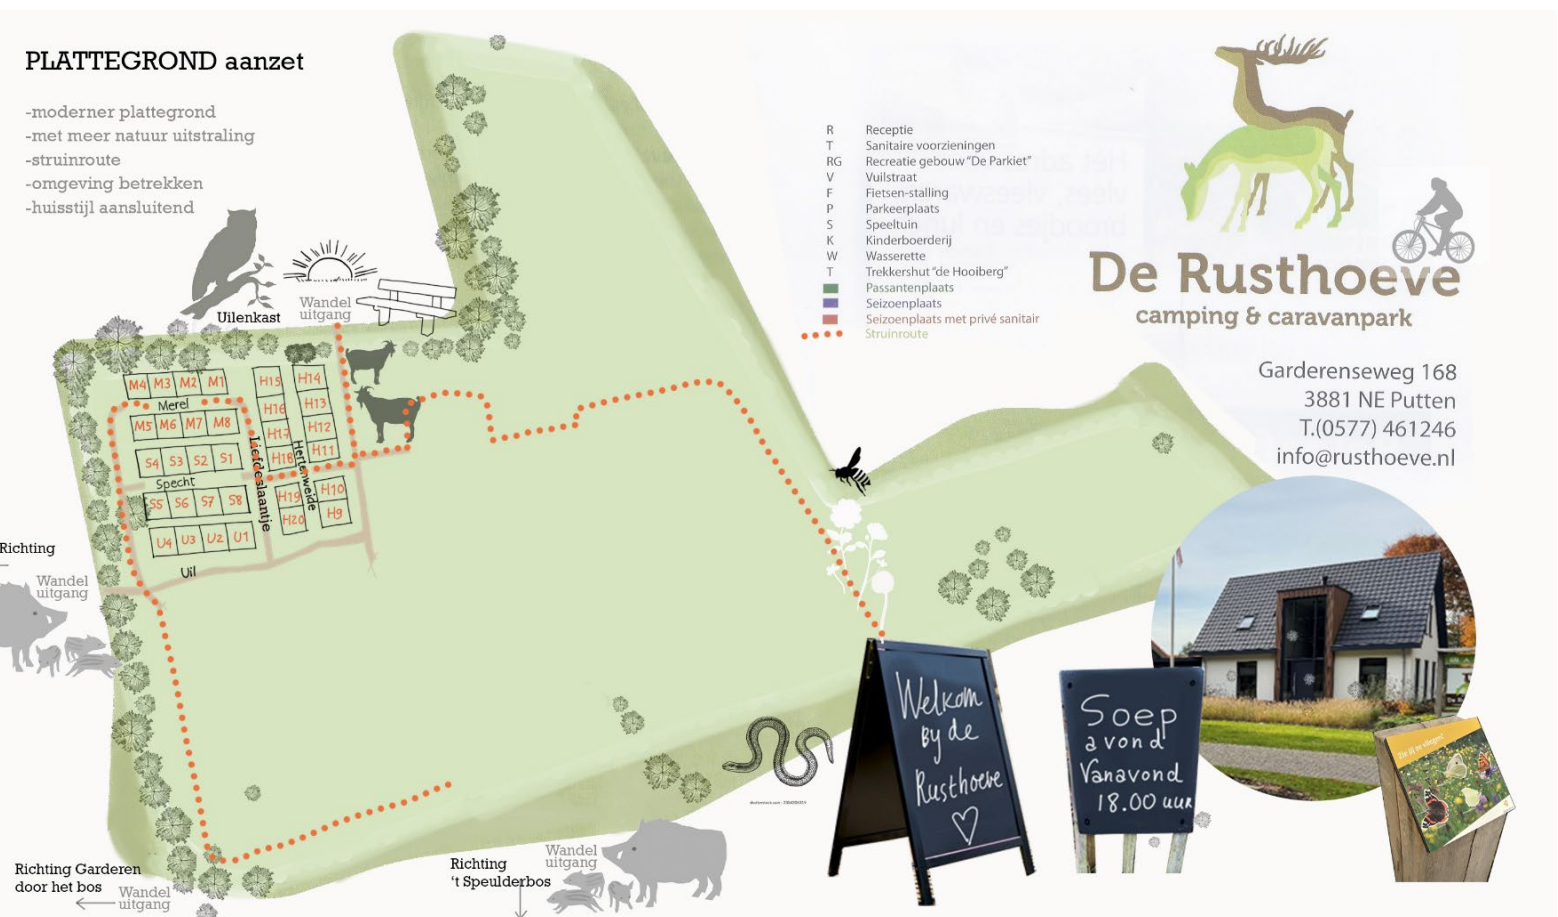 PLATTEGROND aanzet
-moderner plattegrond
-met meer natuur uitstraling
-struinroute
-omgeving betrekken
-huisstijl aansluitend
Uilenkast
Wandel
uitgang
R Receptie
T Sanitaire voorzieningen
RG Recreatie gebouw "De Parkiet"
V Vuilstraat
F Fietsen-stalling
P Parkeerplaats
S Speeltuin
K Kinderboerderij
W Wasserette
T Trekkershut "de Hooiberg"
Passantenplaats
Seizoenplaats
Seizoenplaats met privé sanitair
Struinroute
De Rusthoeve
camping & caravanpark
Garderenseweg 168
3881 NE Putten
T.(0577) 461246
info@rusthoeve.nl
M4 M3 M2 M1
Merel
M5 M6 M7 M8
S4 S3 S2 S1
Specht
S5 S6 S7 S8
U4 U3 U2 U1
Uil
Liefdeslaantje
H15 H14
H16 H13
H17 H12
H18 H11
Hertenweide
H19 H10
H20 H9
Richting
Wandel
uitgang
Richting Garderen
door het bos
Wandel
uitgang
Richting
't Speulderbos
Wandel
uitgang
Welkom
By de
Rusthoeve
Soep
avond
Vanavond
18.00 uur